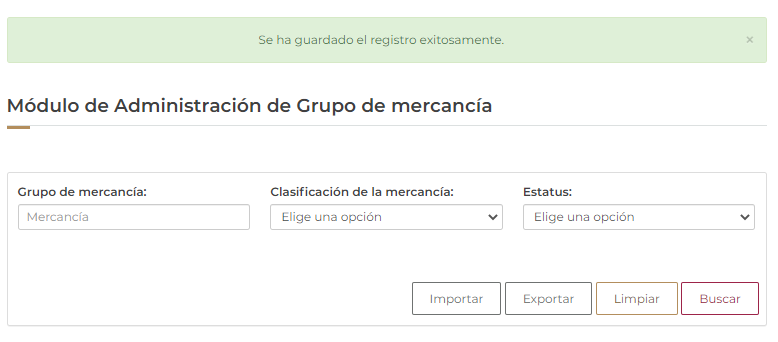 Se ha guardado el registro exitosamente. ×
Módulo de Administración de Grupo de mercancía
Grupo de mercancía: Clasificación de la mercancía: Estatus:
Mercancía Elige una opción Elige una opción
Importar Exportar Limpiar Buscar